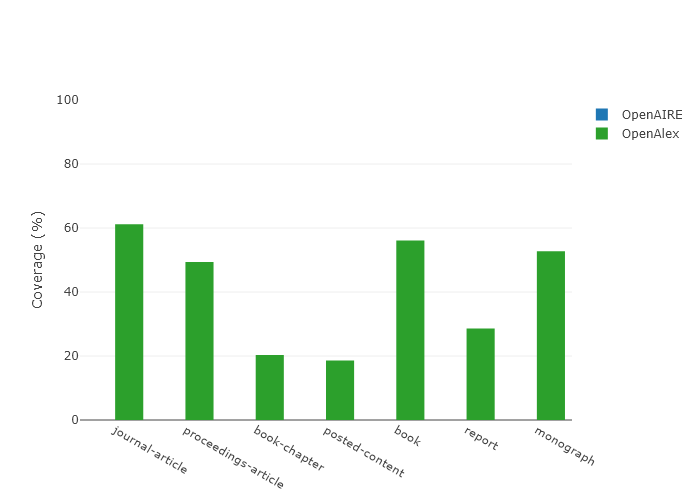 100
80
60
40
20
0
Coverage (%)
journal-article
proceedings-article
book-chapter
posted-content
book
report
monograph
OpenAIRE
OpenAlex